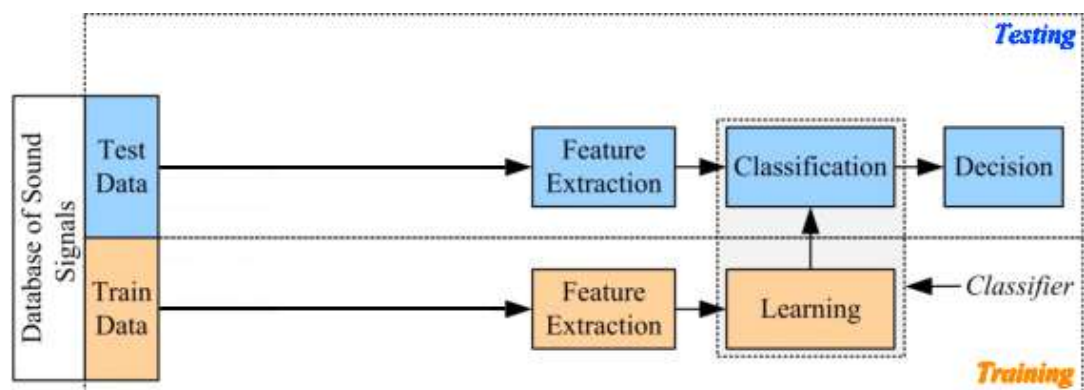 Testing
Database of Sound
Signals
Test
Data
Feature
Extraction
Classification
Decision
Train
Data
Feature
Extraction
Learning
Classifier
Training